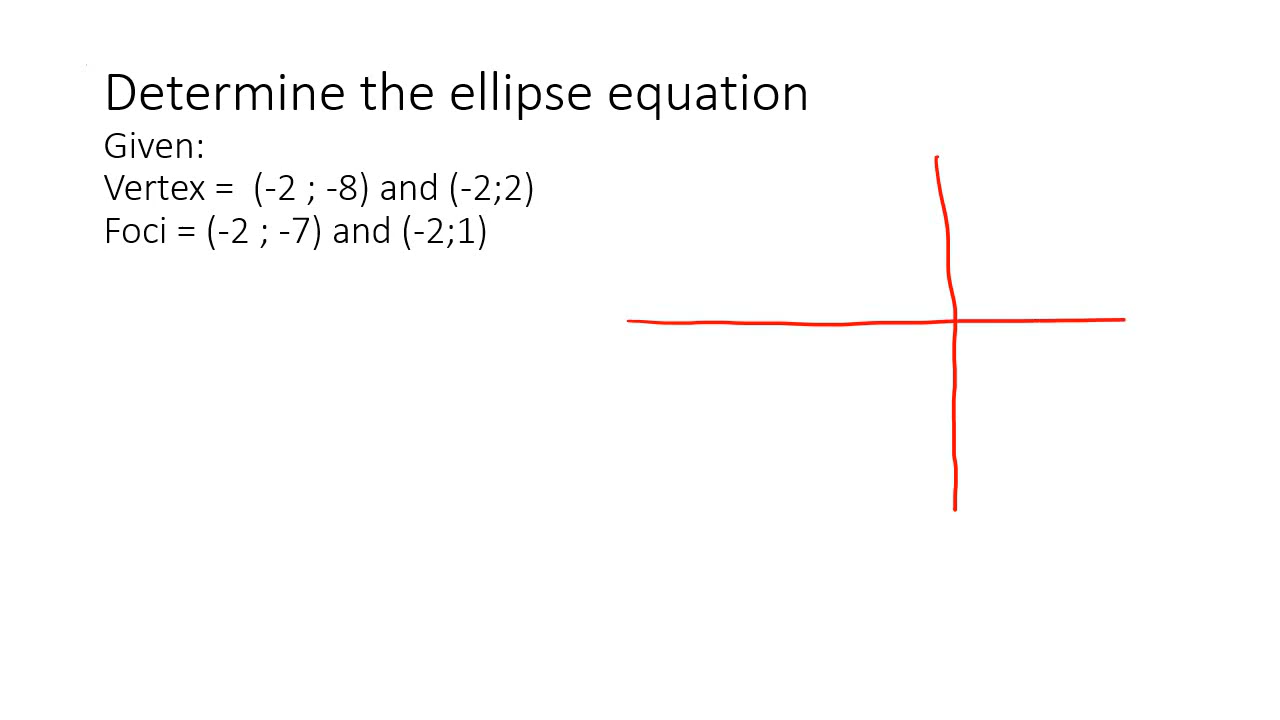 Determine the ellipse equation
Given:
Vertex =  (-2 ; -8) and (-2;2)
Foci = (-2 ; -7) and (-2;1)